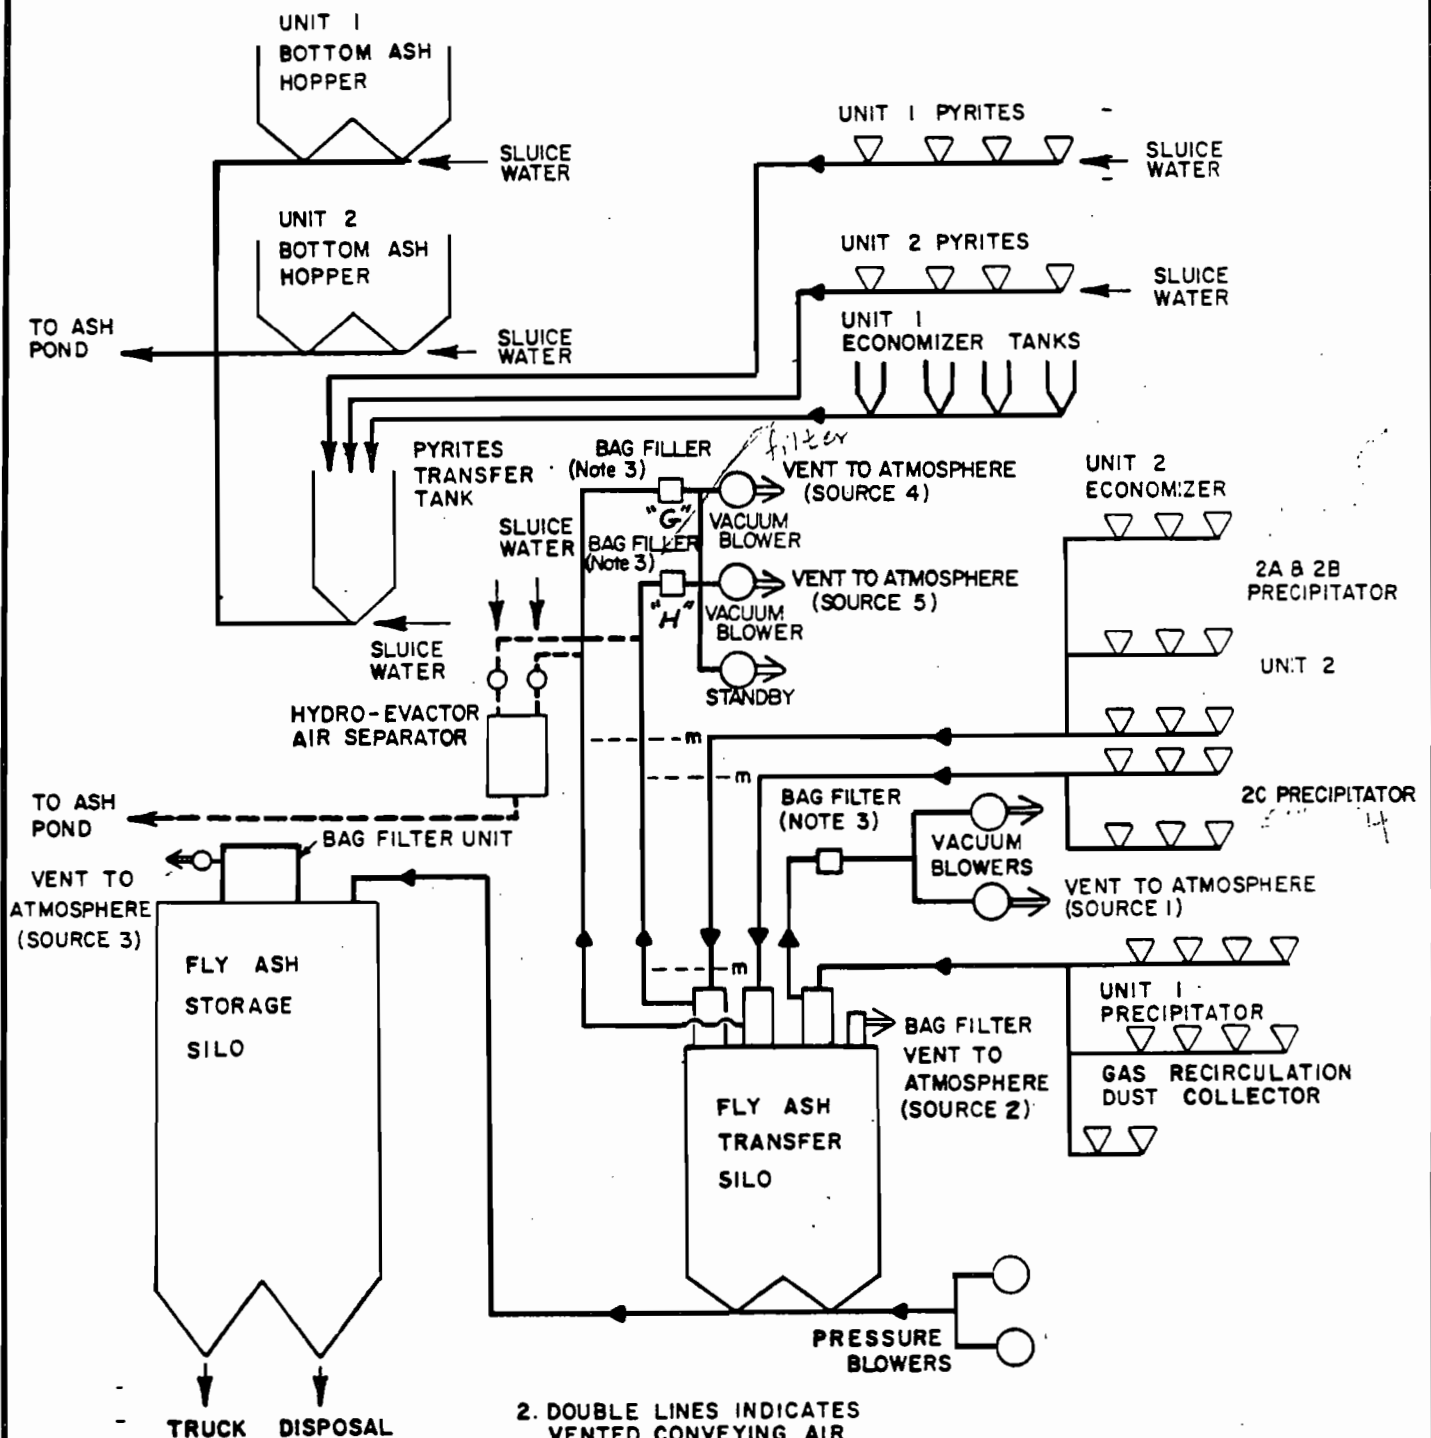 UNIT 1
BOTTOM ASH
HOPPER
SLUICE
WATER
UNIT 1 PYRITES
SLUICE
WATER
UNIT 2
BOTTOM ASH
HOPPER
SLUICE
WATER
TO ASH
POND
UNIT 2 PYRITES
SLUICE
WATER
UNIT 1
ECONOMIZER TANKS
PYRITES
TRANSFER
TANK
SLUICE
WATER
filter
BAG FILLER
(Note 3)
"G"
VACUUM
BLOWER
VENT TO ATMOSPHERE
(SOURCE 4)
SLUICE
WATER
BAG FILLER
(Note 3)
"H"
VACUUM
BLOWER
VENT TO ATMOSPHERE
(SOURCE 5)
STANDBY
UNIT 2
ECONOMIZER
2A & 2B
PRECIPITATOR
UNIT 2
2C PRECIPITATOR
HYDRO-EVACTOR
AIR SEPARATOR
m
m
m
TO ASH
POND
BAG FILTER UNIT
VENT TO
ATMOSPHERE
(SOURCE 3)
BAG FILTER
(NOTE 3)
VACUUM
BLOWERS
VENT TO ATMOSPHERE
(SOURCE 1)
UNIT 1
PRECIPITATOR
GAS RECIRCULATION
DUST COLLECTOR
BAG FILTER
VENT TO
ATMOSPHERE
(SOURCE 2)
FLY ASH
STORAGE
SILO
FLY ASH
TRANSFER
SILO
PRESSURE
BLOWERS
TRUCK DISPOSAL
2. DOUBLE LINES INDICATES
VENTED CONVEYING AIR